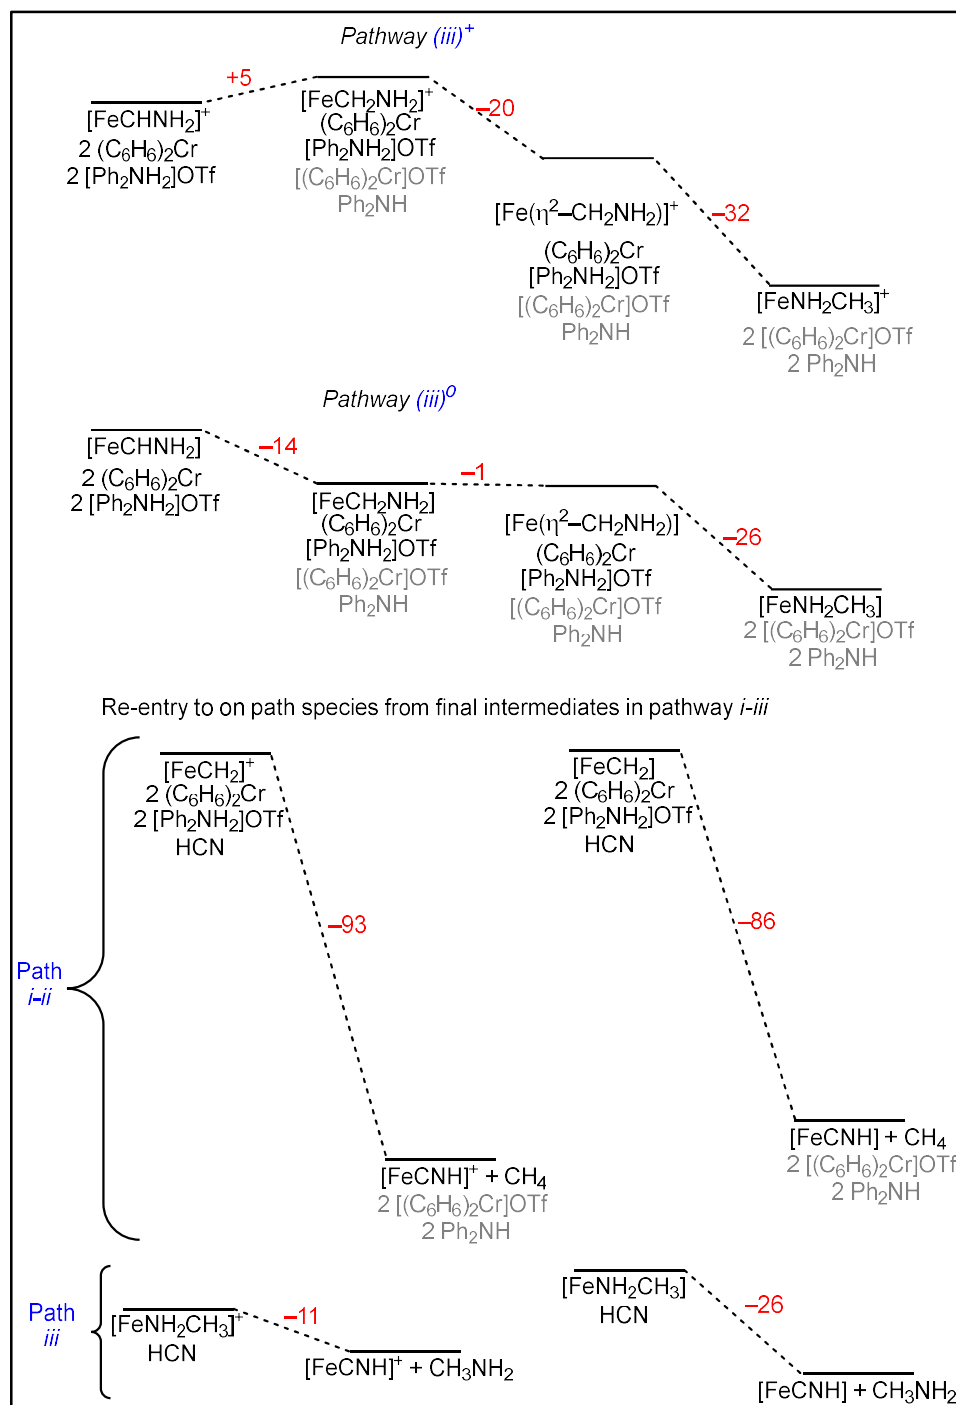 Pathway (iii)⁺
+5
[FeCHNH₂]⁺
2 (C₆H₆)₂Cr
2 [Ph₂NH₂]OTf
[FeCH₂NH₂]⁺
(C₆H₆)₂Cr
[Ph₂NH₂]OTf
[(C₆H₆)₂Cr]OTf
Ph₂NH
–20
[Fe(η²–CH₂NH₂)]⁺
(C₆H₆)₂Cr
[Ph₂NH₂]OTf
[(C₆H₆)₂Cr]OTf
Ph₂NH
–32
[FeNH₂CH₃]⁺
2 [(C₆H₆)₂Cr]OTf
2 Ph₂NH
Pathway (iii)⁰
[FeCHNH₂]
2 (C₆H₆)₂Cr
2 [Ph₂NH₂]OTf
–14
[FeCH₂NH₂]
(C₆H₆)₂Cr
[Ph₂NH₂]OTf
[(C₆H₆)₂Cr]OTf
Ph₂NH
–1
[Fe(η²–CH₂NH₂)]
(C₆H₆)₂Cr
[Ph₂NH₂]OTf
[(C₆H₆)₂Cr]OTf
Ph₂NH
–26
[FeNH₂CH₃]
2 [(C₆H₆)₂Cr]OTf
2 Ph₂NH
Re-entry to on path species from final intermediates in pathway i-iii
Path
i-ii
[FeCH₂]⁺
2 (C₆H₆)₂Cr
2 [Ph₂NH₂]OTf
HCN
–93
[FeCNH]⁺ + CH₄
2 [(C₆H₆)₂Cr]OTf
2 Ph₂NH
[FeCH₂]
2 (C₆H₆)₂Cr
2 [Ph₂NH₂]OTf
HCN
–86
[FeCNH] + CH₄
2 [(C₆H₆)₂Cr]OTf
2 Ph₂NH
Path
iii
[FeNH₂CH₃]⁺
HCN
–11
[FeCNH]⁺ + CH₃NH₂
[FeNH₂CH₃]
HCN
–26
[FeCNH] + CH₃NH₂